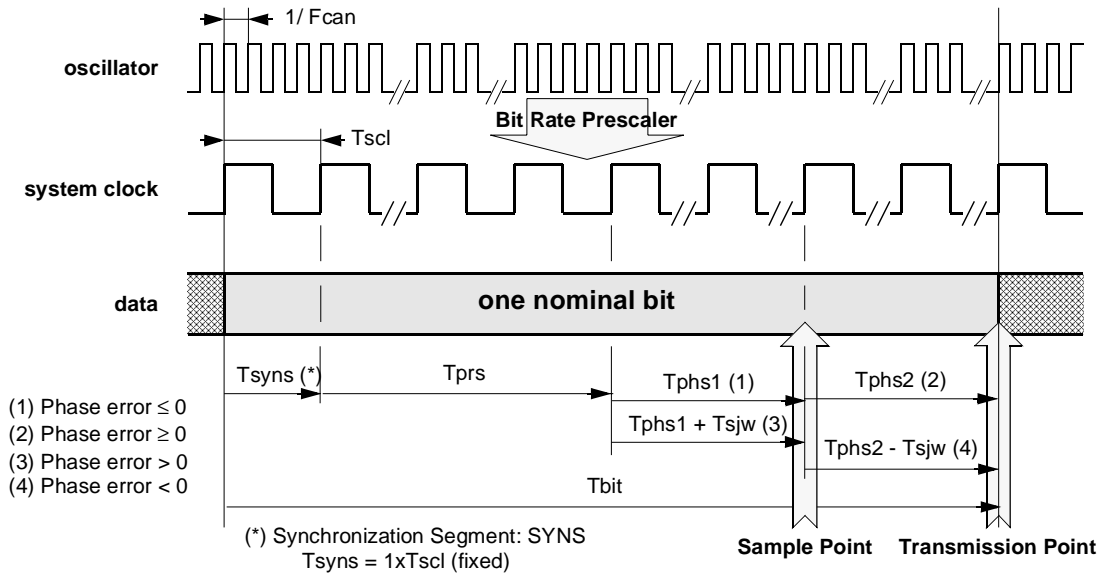 1/ Fcan
oscillator
Bit Rate Prescaler
Tscl
system clock
data
one nominal bit
Tsyns (*)
Tprs
Tphs1 (1)
Tphs2 (2)
(1) Phase error ≤ 0
(2) Phase error ≥ 0
(3) Phase error > 0
(4) Phase error < 0
Tphs1 + Tsjw (3)
Tphs2 - Tsjw (4)
Tbit
(*) Synchronization Segment: SYNS
Tsyns = 1xTscl (fixed)
Sample Point
Transmission Point